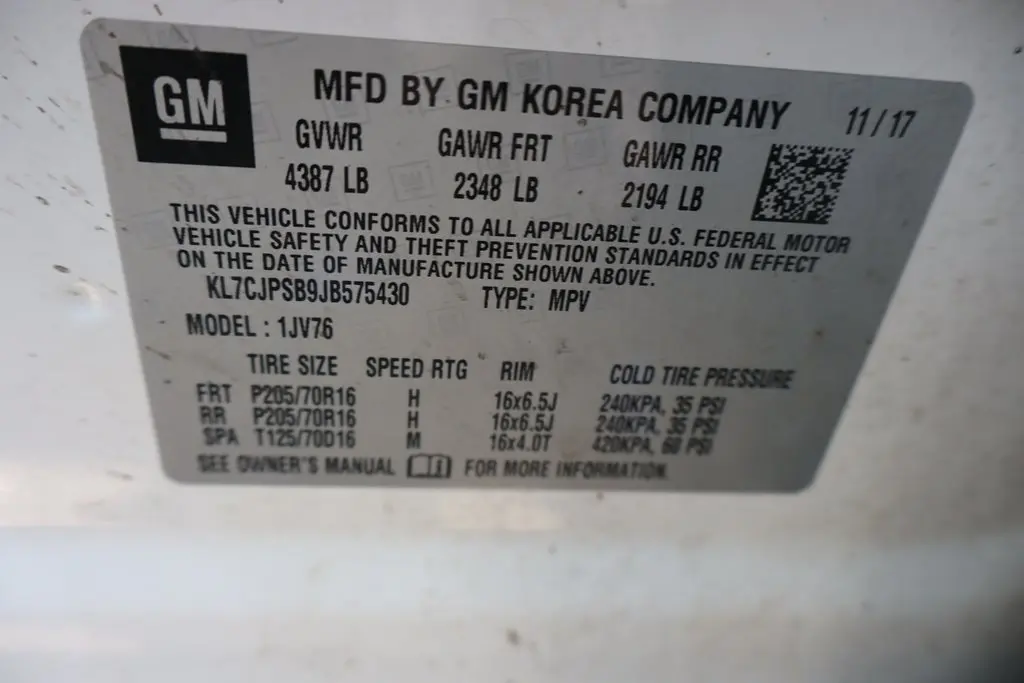 GM
MFD BY GM KOREA COMPANY 11/17
GVWR GAWR FRT GAWR RR
4387 LB 2348 LB 2194 LB
THIS VEHICLE CONFORMS TO ALL APPLICABLE U.S. FEDERAL MOTOR
VEHICLE SAFETY AND THEFT PREVENTION STANDARDS IN EFFECT
ON THE DATE OF MANUFACTURE SHOWN ABOVE.
KL7CJPSB9JB575430 TYPE: MPV
MODEL : 1JV76
TIRE SIZE SPEED RTG RIM COLD TIRE PRESSURE
FRT P205/70R16 H 16x6.5J 240KPA, 35 PSI
RR P205/70R16 H 16x6.5J 240KPA, 35 PSI
SPA T125/70D16 M 16x4.0T 420KPA, 60 PSI
SEE OWNER'S MANUAL FOR MORE INFORMATION